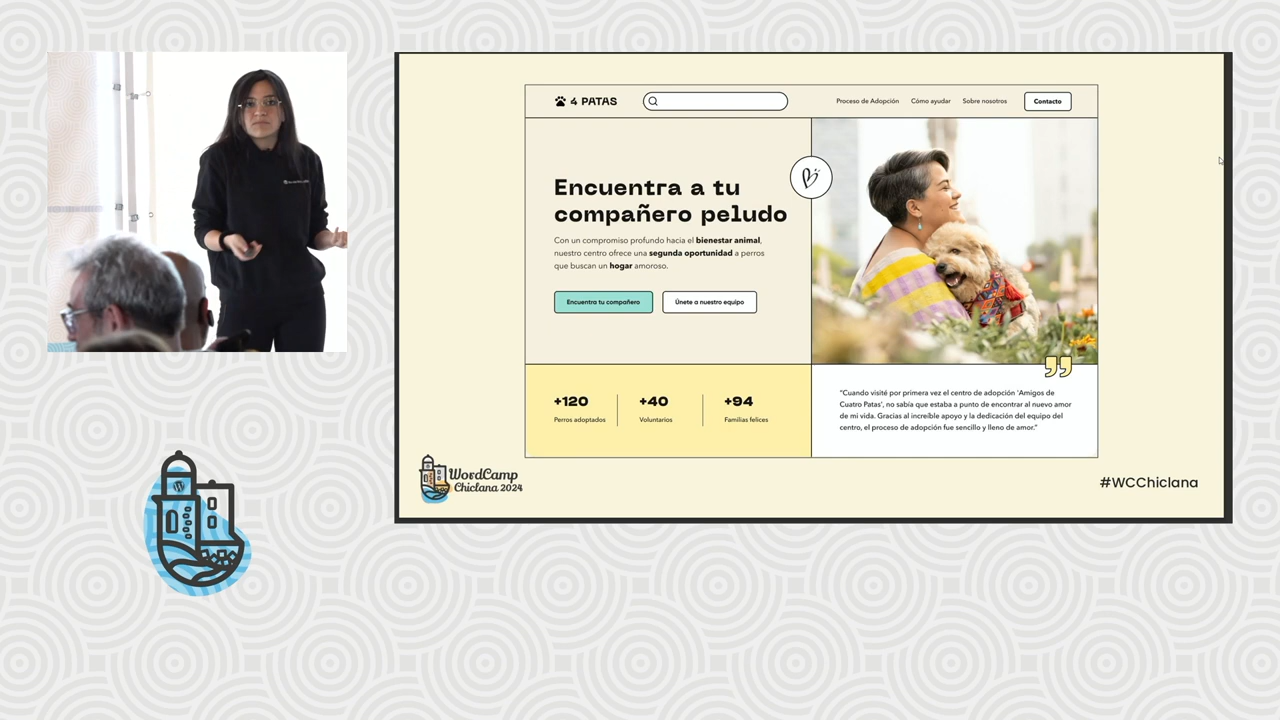 4 PATAS
Proceso de Adopción
Cómo ayudar
Sobre nosotros
Contacto
Encuentra a tu
compañero peludo
Con un compromiso profundo hacia el bienestar animal,
nuestro centro ofrece una segunda oportunidad a perros
que buscan un hogar amoroso.
Encuentra tu compañero
Únete a nuestro equipo
+120
Perros adoptados
+40
Voluntarios
+94
Familias felices
"Cuando visité por primera vez el centro de adopción 'Amigos de
Cuatro Patas', no sabía que estaba a punto de encontrar al nuevo amor
de mi vida. Gracias al increíble apoyo y la dedicación del equipo del
centro, el proceso de adopción fue sencillo y lleno de amor."
WordCamp
Chiclana 2024
#WCChiclana